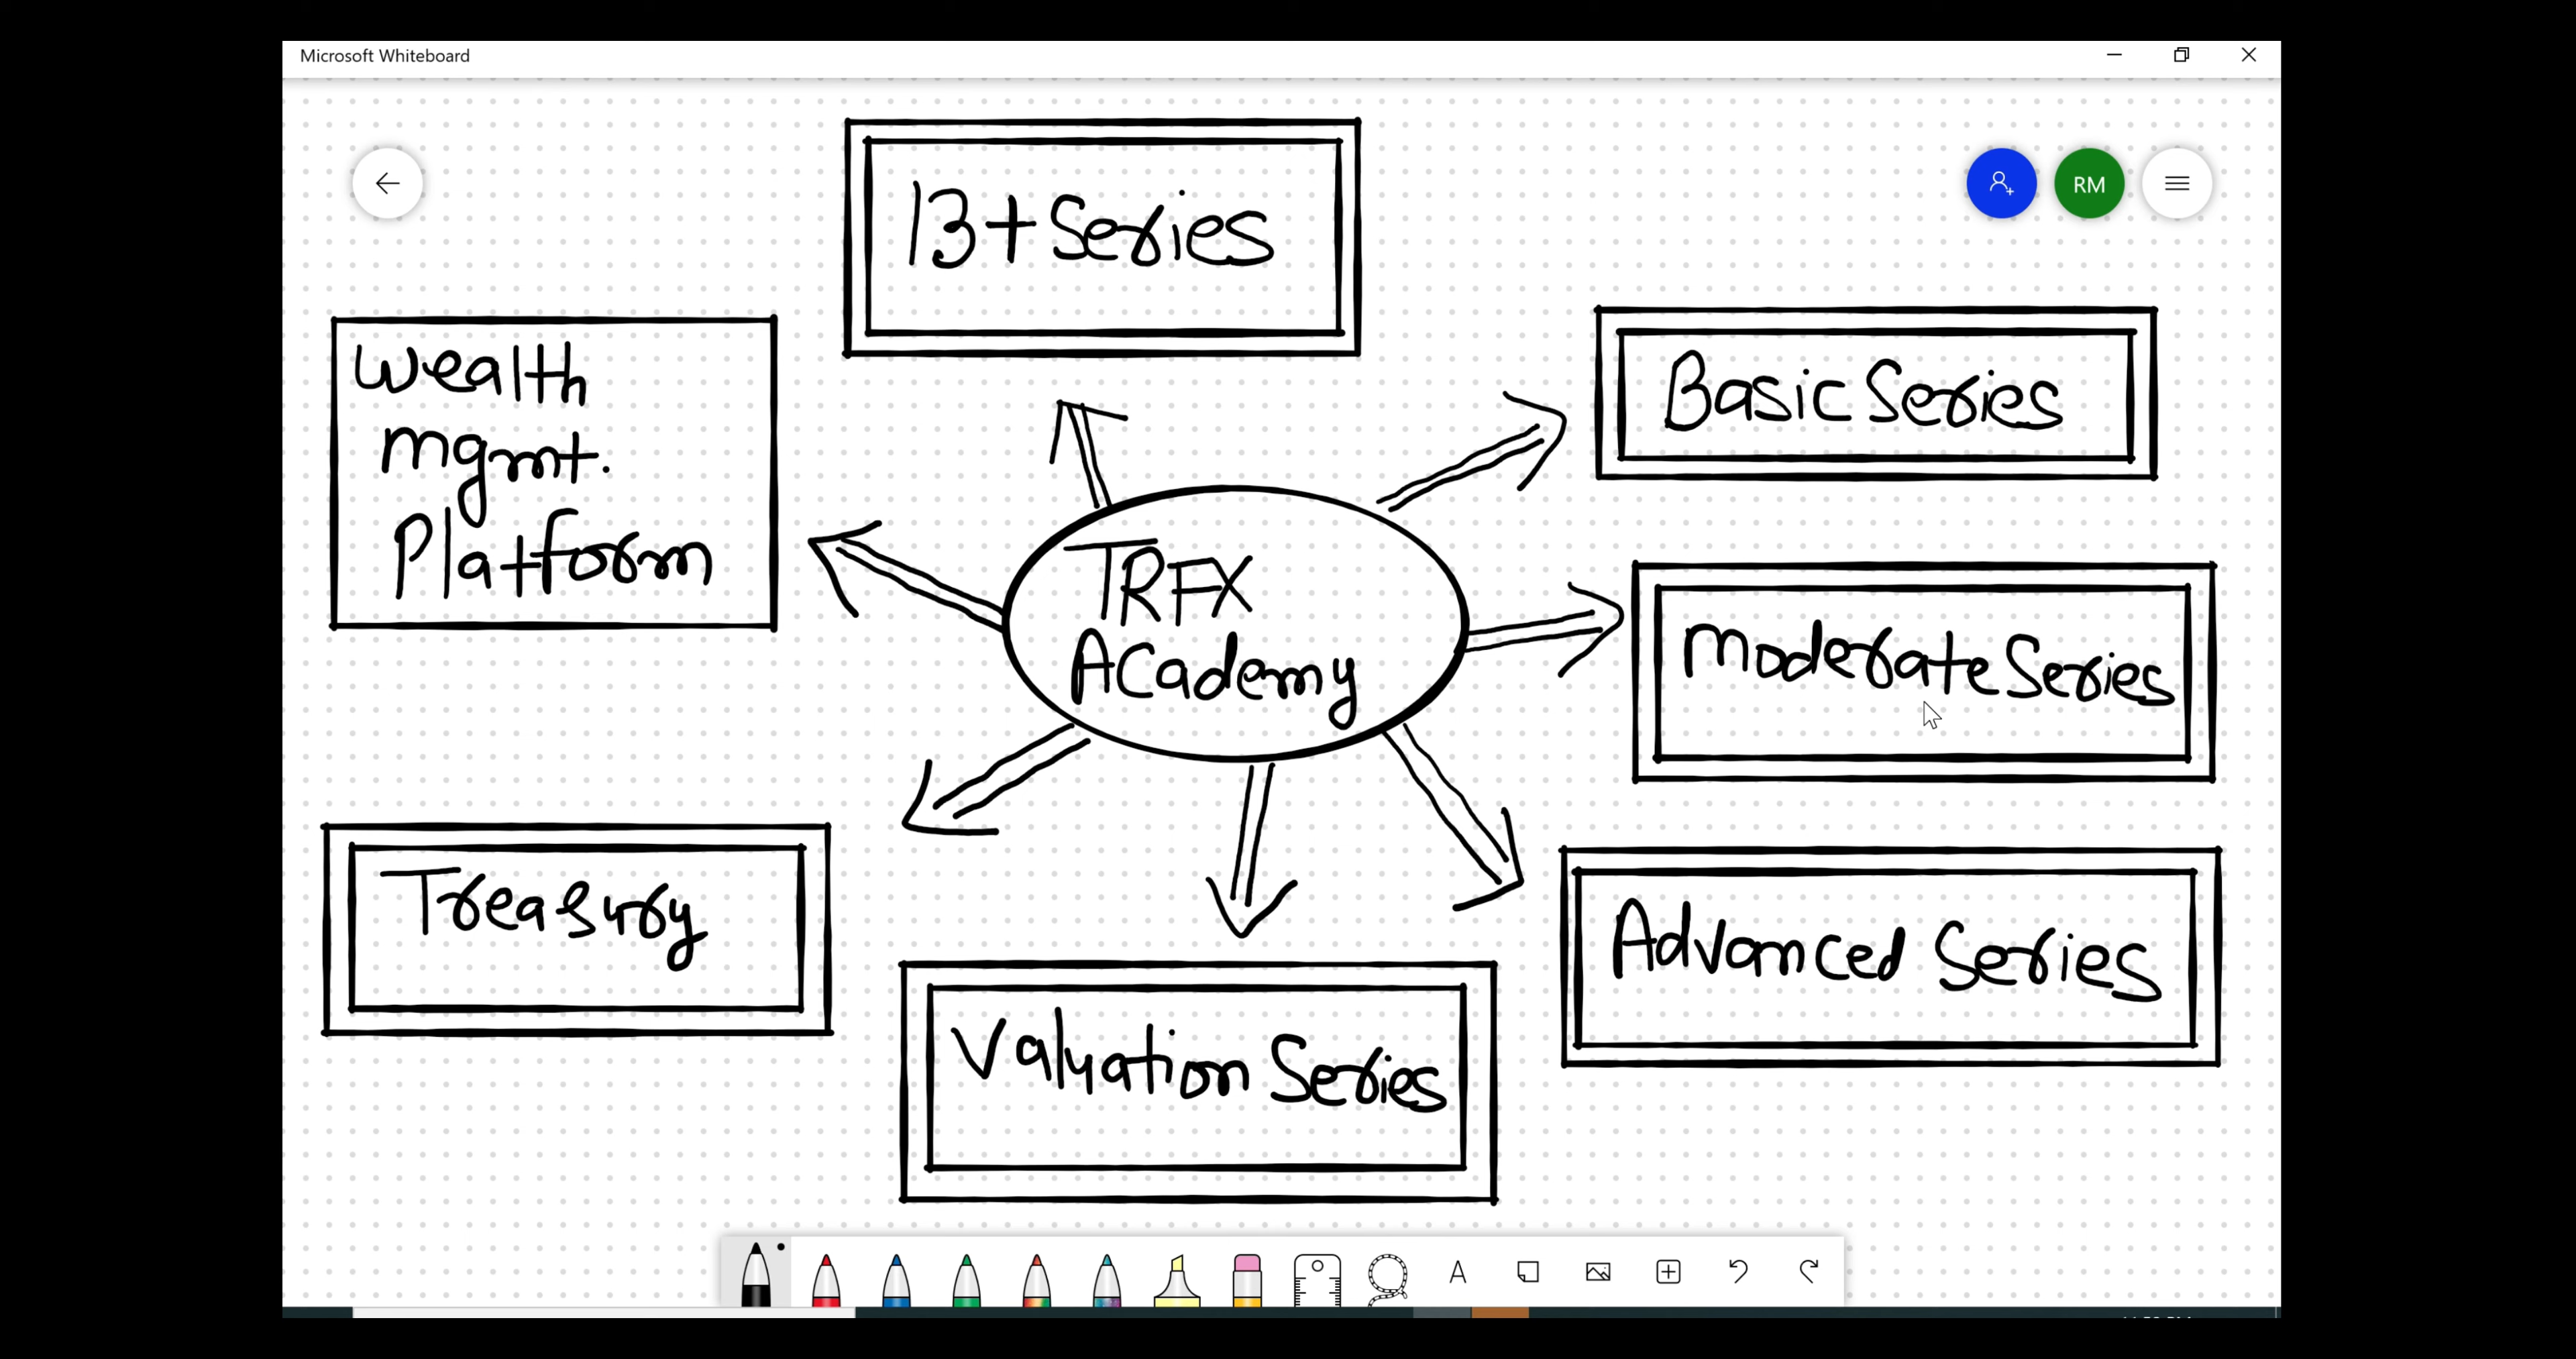 Microsoft Whiteboard
13+ Series
RM
Basic Series
Wealth
mgmt.
Platform
TRFX
Academy
Moderate Series
Treasury
Advanced Series
Valuation Series
A